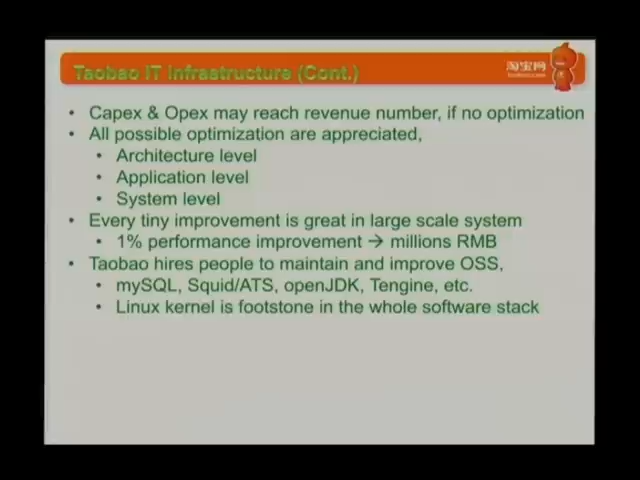 Taobao IT Infrastructure (Cont.)
淘宝网
• Capex & Opex may reach revenue number, if no optimization
• All possible optimization are appreciated,
• Architecture level
• Application level
• System level
• Every tiny improvement is great in large scale system
• 1% performance improvement → millions RMB
• Taobao hires people to maintain and improve OSS,
• mySQL, Squid/ATS, openJDK, Tengine, etc.
• Linux kernel is footstone in the whole software stack